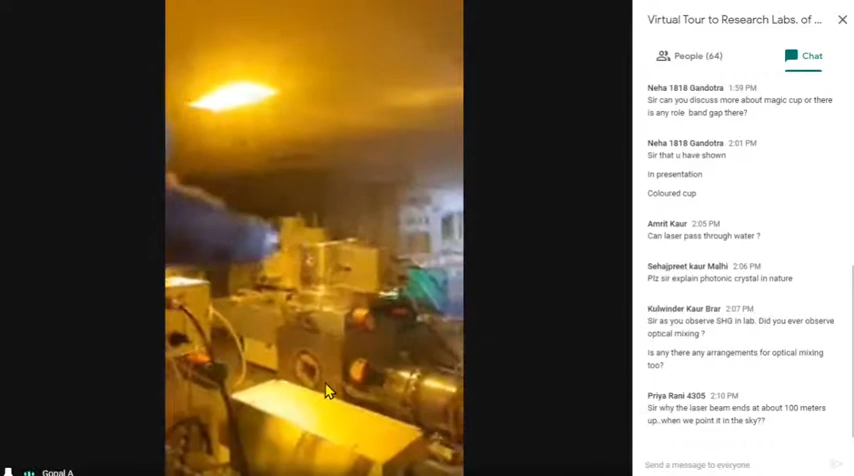 Virtual Tour to Research Labs. of ...
People (64)
Chat
Neha 1818 Gandotra 1:59 PM
Sir can you discuss more about magic cup or there
is any role band gap there?
Neha 1818 Gandotra 2:01 PM
Sir that u have shown
In presentation
Coloured cup
Amrit Kaur 2:05 PM
Can laser pass through water ?
Sehajpreet Kaur Malhi 2:06 PM
Plz sir explain photonic crystal in nature
Kulwinder Kaur Brar 2:07 PM
Sir as you observe SHG in lab. Did you ever observe
optical mixing ?
Is any there any arrangements for optical mixing
too?
Priya Rani 4305 2:10 PM
Sir why the laser beam ends at about 100 meters
up..when we point it in the sky??
Send a message to everyone
Gopal A